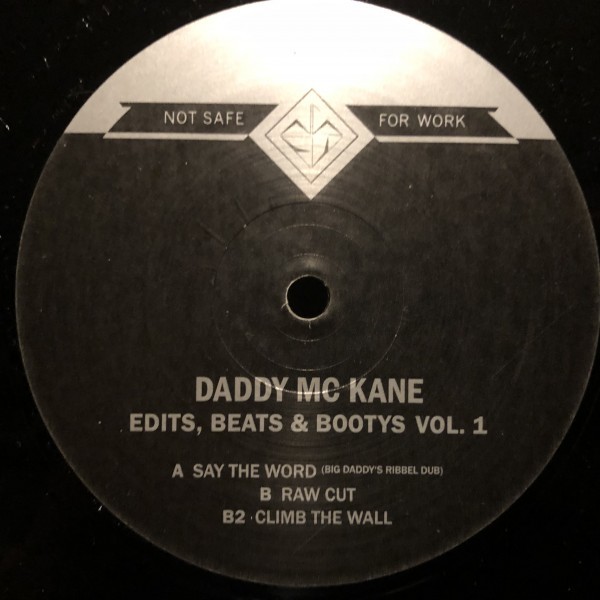 NOT SAFE FOR WORK
DADDY MC KANE
EDITS, BEATS & BOOTYS VOL. 1
A SAY THE WORD (BIG DADDY'S RIBBEL DUB)
B RAW CUT
B2 CLIMB THE WALL